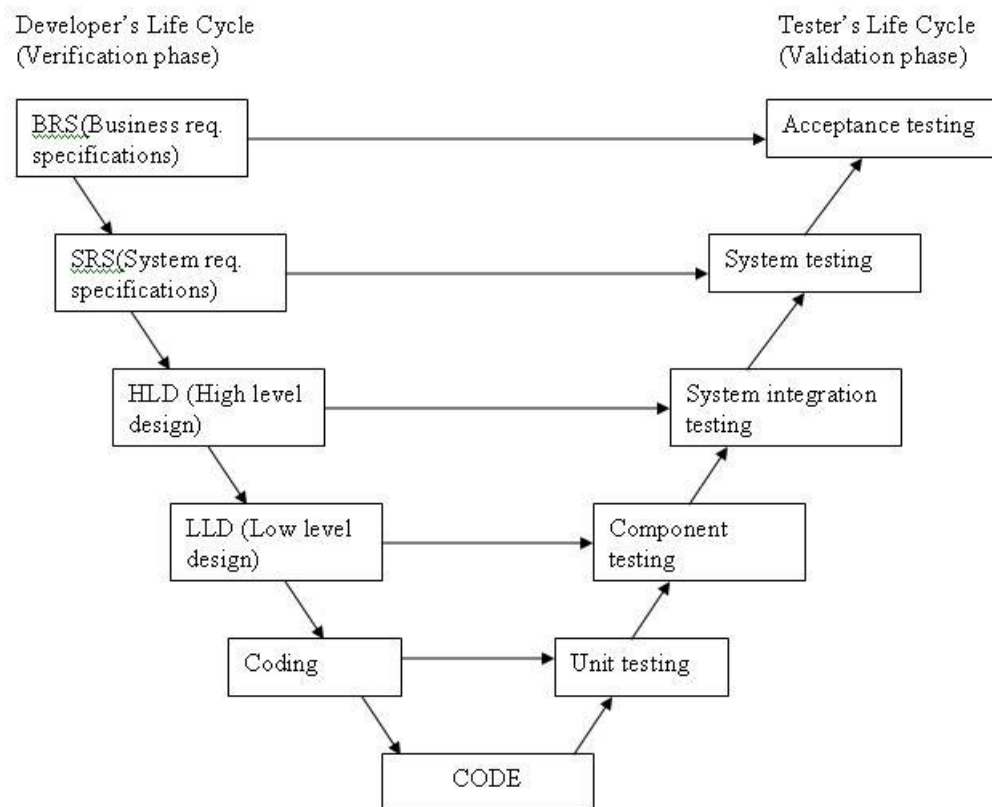 Developer's Life Cycle
(Verification phase)
Tester's Life Cycle
(Validation phase)
BRS(Business req.
specifications)
Acceptance testing
SRS(System req.
specifications)
System testing
HLD (High level
design)
System integration
testing
LLD (Low level
design)
Component
testing
Coding
Unit testing
CODE